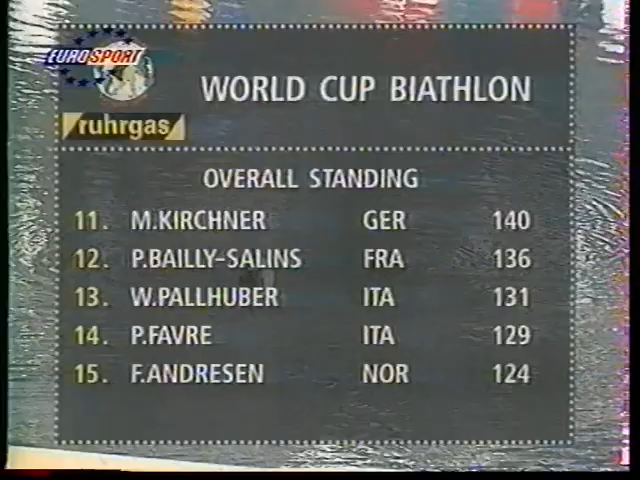 EUROSPORT
WORLD CUP BIATHLON
ruhrgas
OVERALL STANDING
11. M.KIRCHNER GER 140
12. P.BAILLY-SALINS FRA 136
13. W.PALLHUBER ITA 131
14. P.FAVRE ITA 129
15. F.ANDRESEN NOR 124